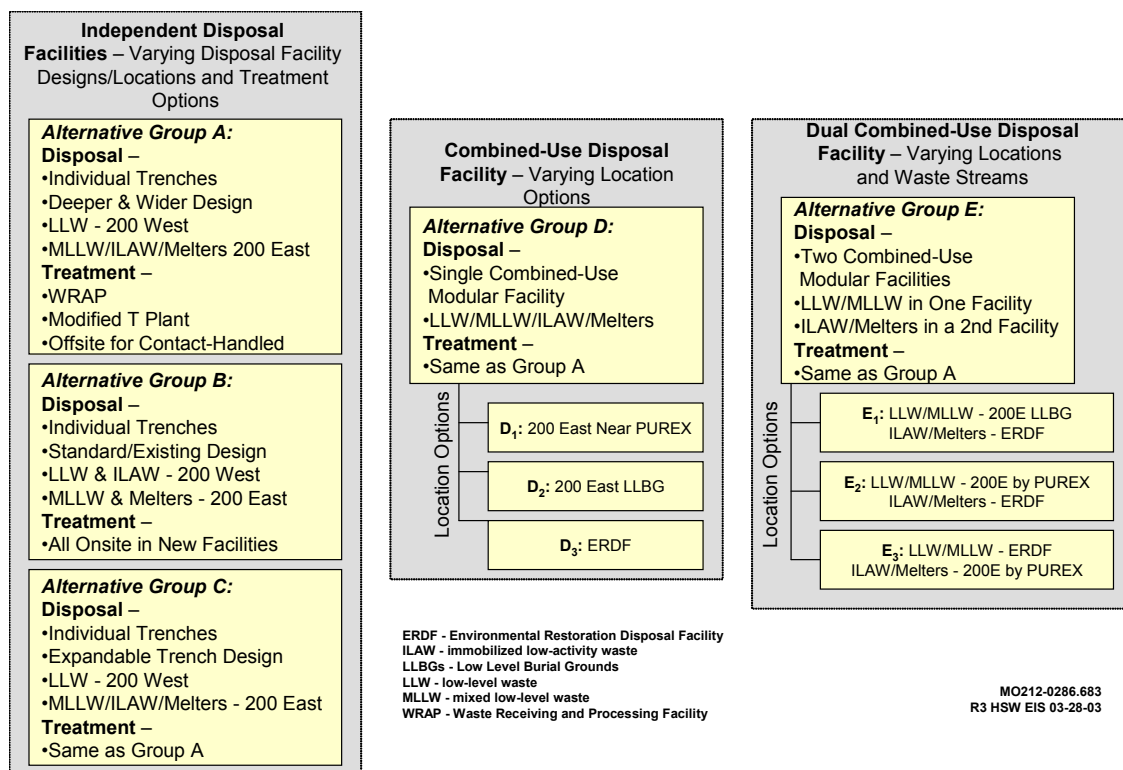 Independent Disposal
Facilities – Varying Disposal Facility
Designs/Locations and Treatment
Options
Alternative Group A:
Disposal –
•Individual Trenches
•Deeper & Wider Design
•LLW - 200 West
•MLLW/ILAW/Melters 200 East
Treatment –
•WRAP
•Modified T Plant
•Offsite for Contact-Handled
Alternative Group B:
Disposal –
•Individual Trenches
•Standard/Existing Design
•LLW & ILAW - 200 West
•MLLW & Melters - 200 East
Treatment –
•All Onsite in New Facilities
Alternative Group C:
Disposal –
•Individual Trenches
•Expandable Trench Design
•LLW - 200 West
•MLLW/ILAW/Melters - 200 East
Treatment –
•Same as Group A
Combined-Use Disposal
Facility – Varying Location
Options
Alternative Group D:
Disposal –
•Single Combined-Use
Modular Facility
•LLW/MLLW/ILAW/Melters
Treatment –
•Same as Group A
Location Options
D₁: 200 East Near PUREX
D₂: 200 East LLBG
D₃: ERDF
Dual Combined-Use Disposal
Facility – Varying Locations
and Waste Streams
Alternative Group E:
Disposal –
•Two Combined-Use
Modular Facilities
•LLW/MLLW in One Facility
•ILAW/Melters in a 2nd Facility
Treatment –
•Same as Group A
Location Options
E₁: LLW/MLLW - 200E LLBG
ILAW/Melters - ERDF
E₂: LLW/MLLW - 200E by PUREX
ILAW/Melters - ERDF
E₃: LLW/MLLW - ERDF
ILAW/Melters - 200E by PUREX
ERDF - Environmental Restoration Disposal Facility
ILAW - immobilized low-activity waste
LLBGs - Low Level Burial Grounds
LLW - low-level waste
MLLW - mixed low-level waste
WRAP - Waste Receiving and Processing Facility
MO212-0286.683
R3 HSW EIS 03-28-03